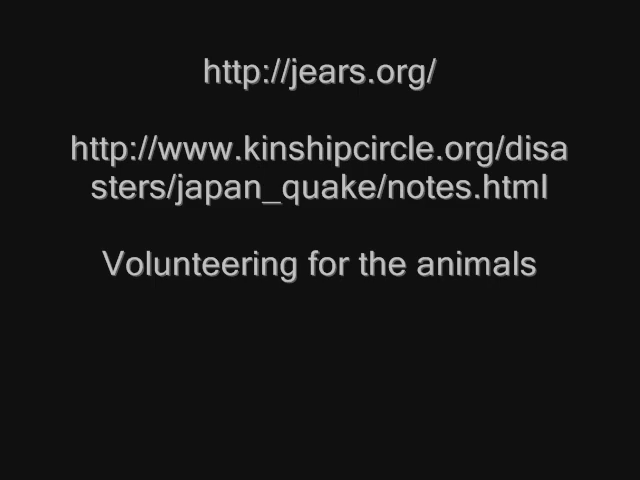 http://jears.org/
http://www.kinshipcircle.org/disa
sters/japan_quake/notes.html
Volunteering for the animals